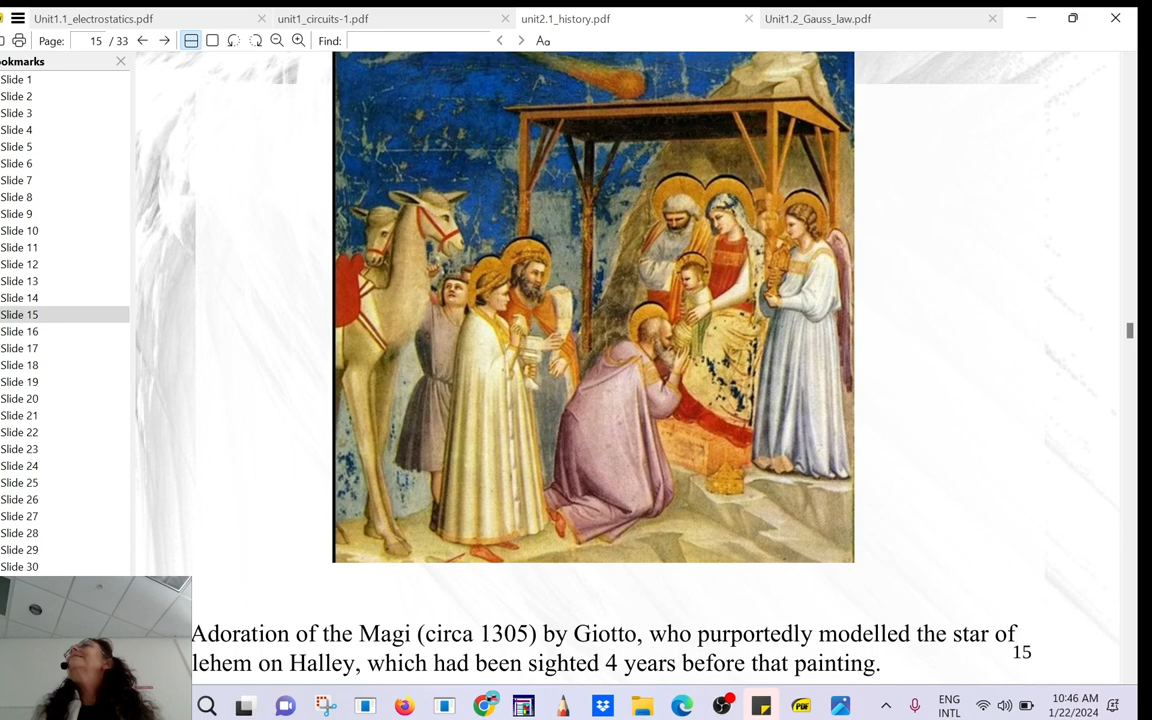 Unit1.1_electrostatics.pdf
unit1_circuits-1.pdf
unit2.1_history.pdf
Unit1.2_Gauss_law.pdf
Page: 15 / 33
Find:
Aa
okmarks
Slide 1
Slide 2
Slide 3
Slide 4
Slide 5
Slide 6
Slide 7
Slide 8
Slide 9
Slide 10
Slide 11
Slide 12
Slide 13
Slide 14
Slide 15
Slide 16
Slide 17
Slide 18
Slide 19
Slide 20
Slide 21
Slide 22
Slide 23
Slide 24
Slide 25
Slide 26
Slide 27
Slide 28
Slide 29
Slide 30
Adoration of the Magi (circa 1305) by Giotto, who purportedly modelled the star of
lehem on Halley, which had been sighted 4 years before that painting.
15
PDF
ENG
INTL
10:46 AM
1/22/2024